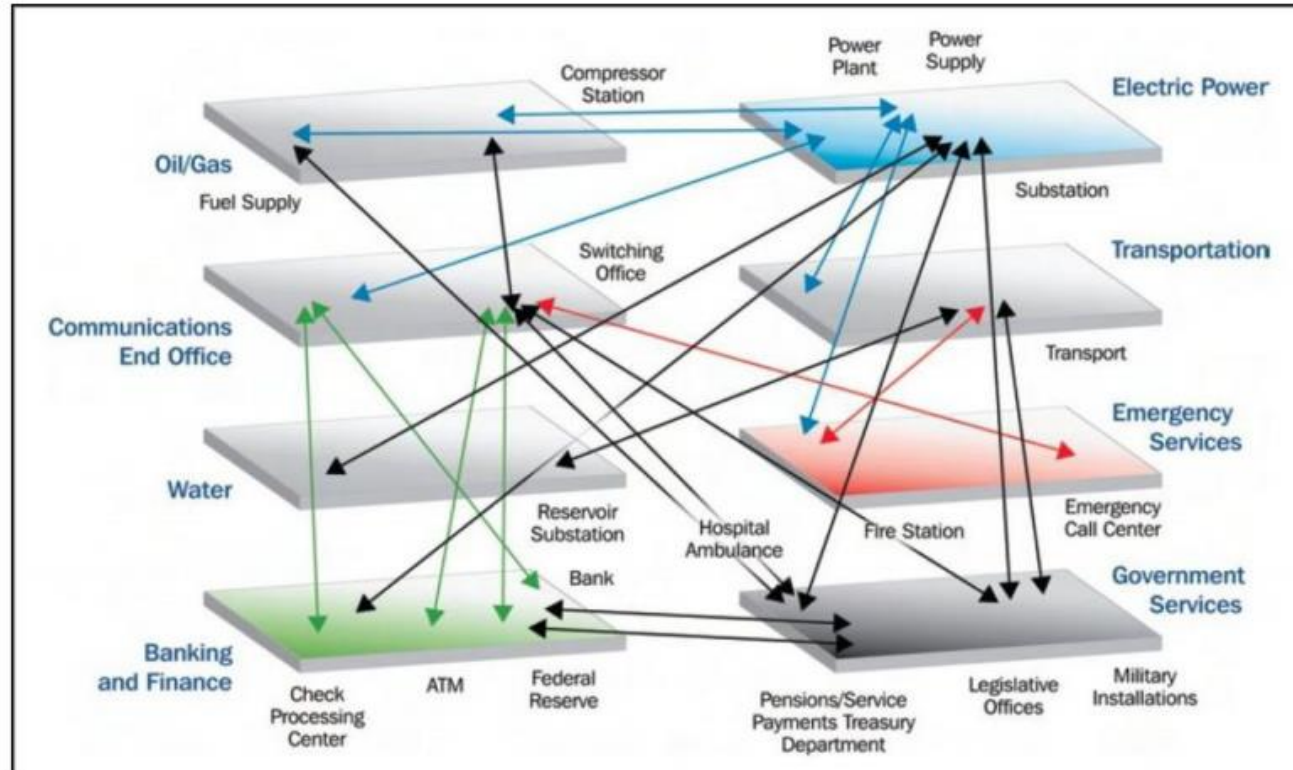 Power
Plant
Power
Supply
Compressor
Station
Electric Power
Oil/Gas
Fuel Supply
Substation
Switching
Office
Transportation
Communications
End Office
Transport
Emergency
Services
Water
Reservoir
Substation
Hospital
Ambulance
Fire Station
Emergency
Call Center
Bank
Government
Services
Banking
and Finance
Check
Processing
Center
ATM
Federal
Reserve
Pensions/Service
Payments Treasury
Department
Legislative
Offices
Military
Installations